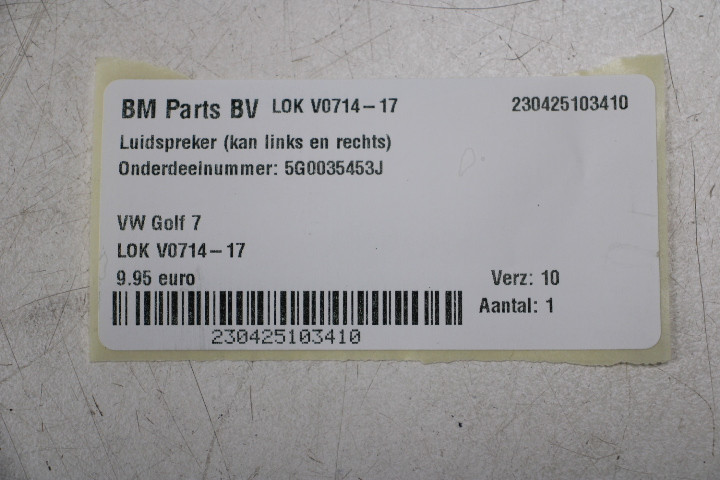 BM Parts BV LOK V0714-17 230425103410
Luidspreker (kan links en rechts)
Onderdeelnummer: 5G0035453J
VW Golf 7
LOK V0714-17
9.95 euro Verz: 10
Aantal: 1
230425103410